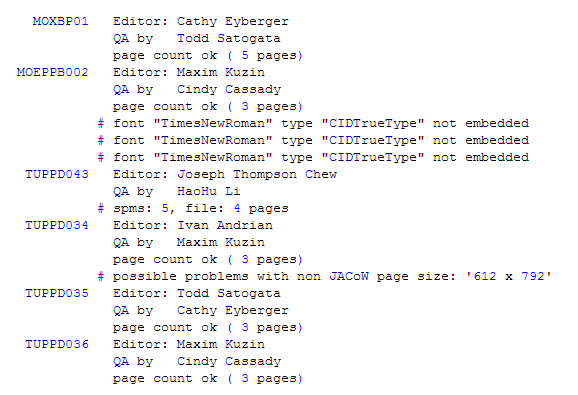 MOXBP01 Editor: Cathy Eyberger
QA by Todd Satogata
page count ok ( 5 pages)
MOEPPB002 Editor: Maxim Kuzin
QA by Cindy Cassady
page count ok ( 3 pages)
# font "TimesNewRoman" type "CIDTrueType" not embedded
# font "TimesNewRoman" type "CIDTrueType" not embedded
# font "TimesNewRoman" type "CIDTrueType" not embedded
TUPPD043 Editor: Joseph Thompson Chew
QA by HaoHu Li
# spms: 5, file: 4 pages
TUPPD034 Editor: Ivan Andrian
QA by Maxim Kuzin
page count ok ( 3 pages)
# possible problems with non JACoW page size: '612 x 792'
TUPPD035 Editor: Todd Satogata
QA by Cathy Eyberger
page count ok ( 3 pages)
TUPPD036 Editor: Maxim Kuzin
QA by Cindy Cassady
page count ok ( 3 pages)